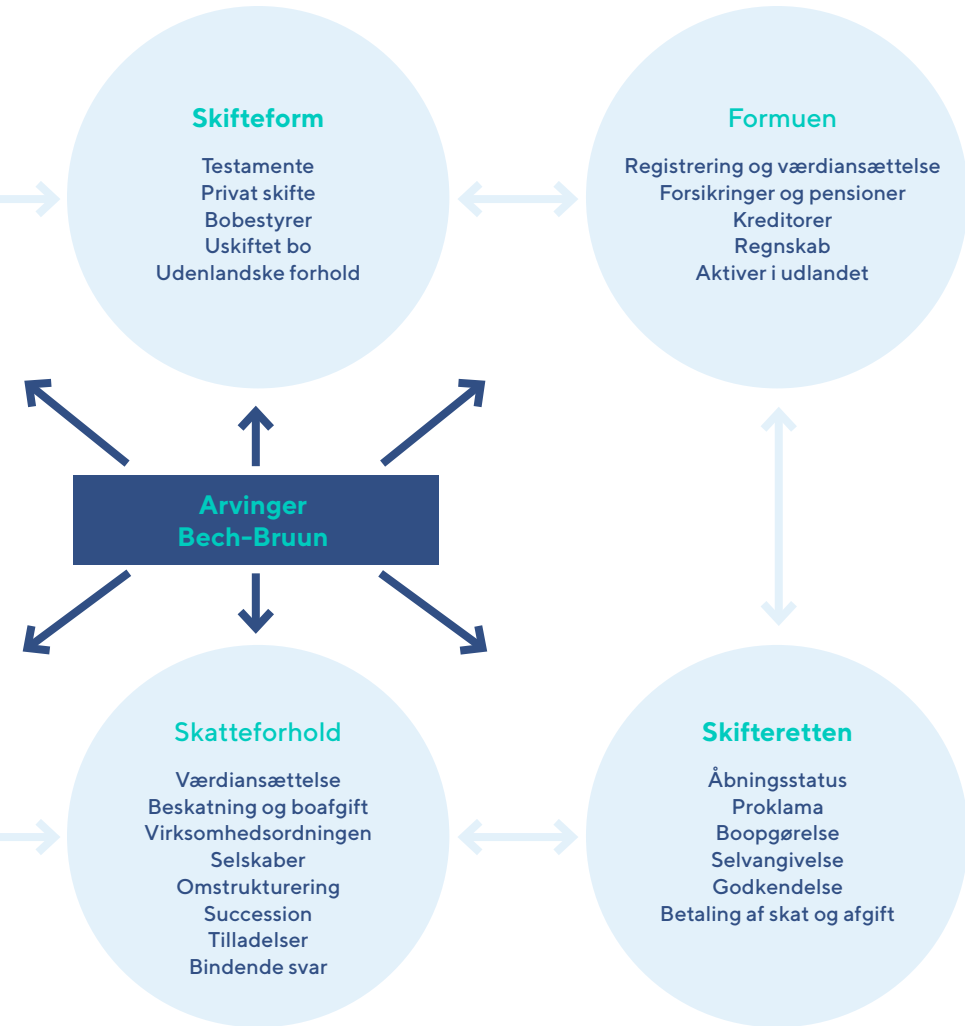 Skifteform
Testamente
Privat skifte
Bobestyrer
Uskiftet bo
Udenlandske forhold
Formuen
Registrering og værdiansættelse
Forsikringer og pensioner
Kreditorer
Regnskab
Aktiver i udlandet
Arvinger
Bech-Bruun
Skatteforhold
Værdiansættelse
Beskatning og boafgift
Virksomhedsordningen
Selskaber
Omstrukturering
Succession
Tilladelser
Bindende svar
Skifteretten
Åbningsstatus
Proklama
Boopgørelse
Selvangivelse
Godkendelse
Betaling af skat og afgift